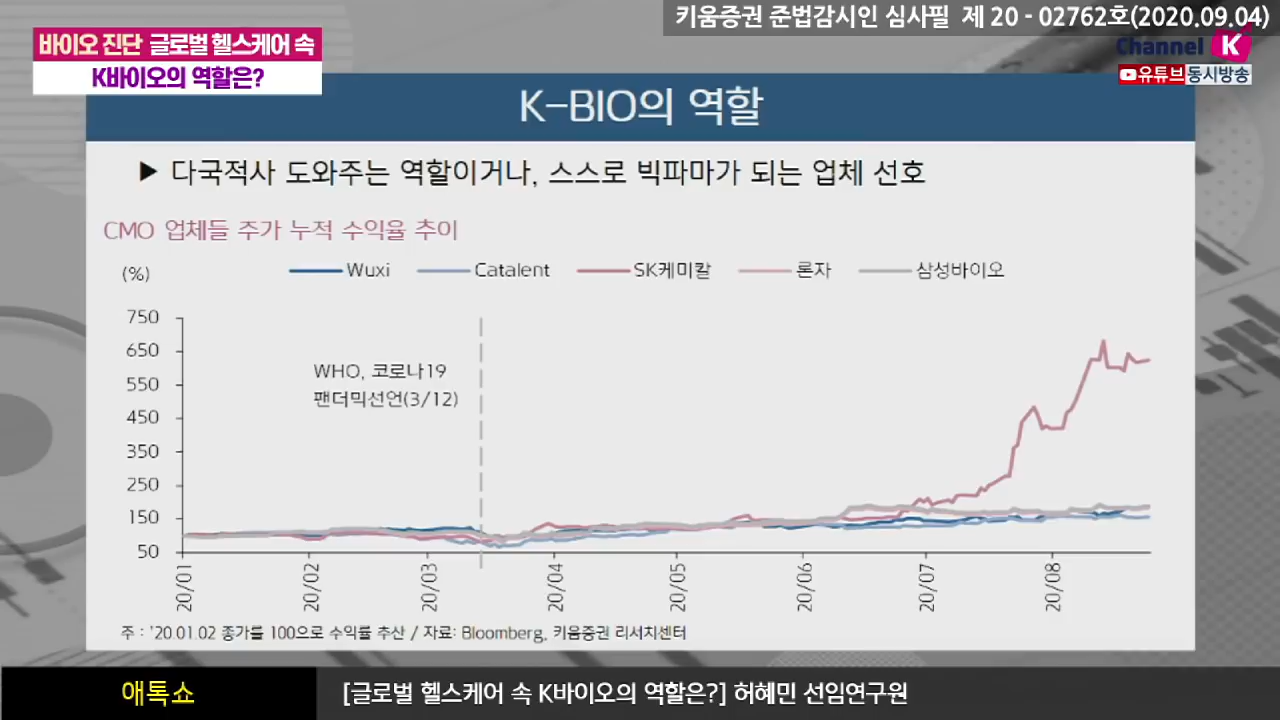 키움증권 준법감시인 심사필 제 20 - 02762호(2020.09.04)
바이오 진단 글로벌 헬스케어 속
K바이오의 역할은?
Channel K
유튜브동시방송
K-BIO의 역할
▶ 다국적사 도와주는 역할이거나, 스스로 빅파마가 되는 업체 선호
CMO 업체들 주가 누적 수익율 추이
(%)
Wuxi Catalent SK케미칼 론자 삼성바이오
750
650
550
450
350
250
150
50
WHO, 코로나19
팬더믹선언(3/12)
20/01 20/02 20/03 20/04 20/05 20/06 20/07 20/08
주 : '20.01.02 종가를 100으로 수익률 추산 / 자료: Bloomberg, 키움증권 리서치센터
애톡쇼
[글로벌 헬스케어 속 K바이오의 역할은?] 허혜민 선임연구원